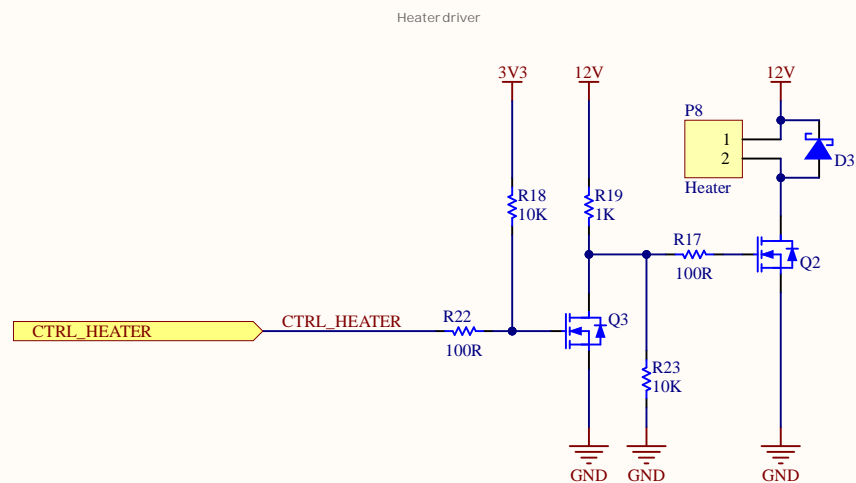 Heater driver
3V3
12V
12V
P8
1
2
D3
Heater
R18
10K
R19
1K
R17
100R
Q2
CTRL_HEATER
CTRL_HEATER
R22
100R
Q3
R23
10K
GND
GND
GND